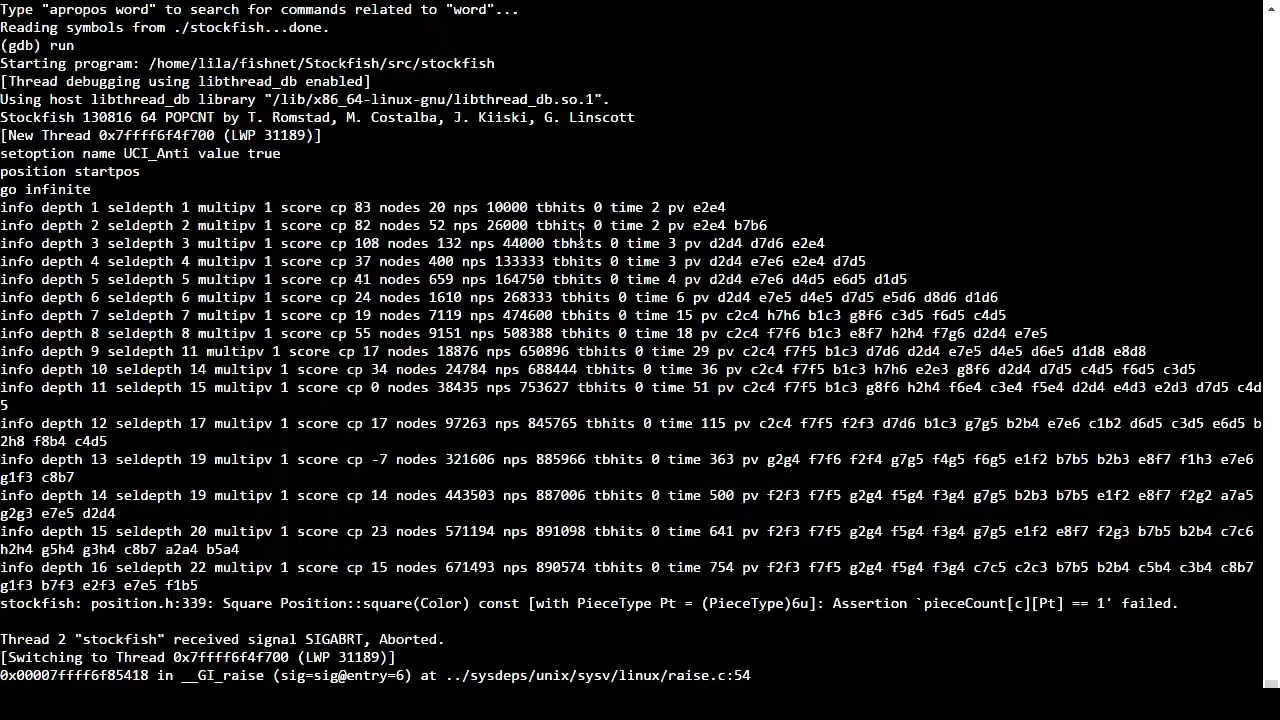 Type "apropos word" to search for commands related to "word"...
Reading symbols from ./stockfish...done.
(gdb) run
Starting program: /home/lila/fishnet/Stockfish/src/stockfish
[Thread debugging using libthread_db enabled]
Using host libthread_db library "/lib/x86_64-linux-gnu/libthread_db.so.1".
Stockfish 130816 64 POPCNT by T. Romstad, M. Costalba, J. Kiiski, G. Linscott
[New Thread 0x7ffff6f4f700 (LWP 31189)]
setoption name UCI_Anti value true
position startpos
go infinite
info depth 1 seldepth 1 multipv 1 score cp 83 nodes 20 nps 10000 tbhits 0 time 2 pv e2e4
info depth 2 seldepth 2 multipv 1 score cp 82 nodes 52 nps 26000 tbhits 0 time 2 pv e2e4 b7b6
info depth 3 seldepth 3 multipv 1 score cp 108 nodes 132 nps 44000 tbhits 0 time 3 pv d2d4 d7d6 e2e4
info depth 4 seldepth 4 multipv 1 score cp 37 nodes 400 nps 133333 tbhits 0 time 3 pv d2d4 e7e6 e2e4 d7d5
info depth 5 seldepth 5 multipv 1 score cp 41 nodes 659 nps 164750 tbhits 0 time 4 pv d2d4 e7e6 d4d5 e6d5 d1d5
info depth 6 seldepth 6 multipv 1 score cp 24 nodes 1610 nps 268333 tbhits 0 time 6 pv d2d4 e7e5 d4e5 d7d5 e5d6 d8d6 d1d6
info depth 7 seldepth 7 multipv 1 score cp 19 nodes 7119 nps 474600 tbhits 0 time 15 pv c2c4 h7h6 b1c3 g8f6 c3d5 f6d5 c4d5
info depth 8 seldepth 8 multipv 1 score cp 55 nodes 9151 nps 508388 tbhits 0 time 18 pv c2c4 f7f6 b1c3 e8f7 h2h4 f7g6 d2d4 e7e5
info depth 9 seldepth 11 multipv 1 score cp 17 nodes 18876 nps 650896 tbhits 0 time 29 pv c2c4 f7f5 b1c3 d7d6 d2d4 e7e5 d4e5 d6e5 d1d8 e8d8
info depth 10 seldepth 14 multipv 1 score cp 34 nodes 24784 nps 688444 tbhits 0 time 36 pv c2c4 f7f5 b1c3 h7h6 e2e3 g8f6 d2d4 d7d5 c4d5 f6d5 c3d5
info depth 11 seldepth 15 multipv 1 score cp 0 nodes 38435 nps 753627 tbhits 0 time 51 pv c2c4 f7f5 b1c3 g8f6 h2h4 f6e4 c3e4 f5e4 d2d4 e4d3 e2d3 d7d5 c4d
5
info depth 12 seldepth 17 multipv 1 score cp 17 nodes 97263 nps 845765 tbhits 0 time 115 pv c2c4 f7f5 f2f3 d7d6 b1c3 g7g5 b2b4 e7e6 c1b2 d6d5 c3d5 e6d5 b
2h8 f8b4 c4d5
info depth 13 seldepth 19 multipv 1 score cp -7 nodes 321606 nps 885966 tbhits 0 time 363 pv g2g4 f7f6 f2f4 g7g5 f4g5 f6g5 e1f2 b7b5 b2b3 e8f7 f1h3 e7e6
g1f3 c8b7
info depth 14 seldepth 19 multipv 1 score cp 14 nodes 443503 nps 887006 tbhits 0 time 500 pv f2f3 f7f5 g2g4 f5g4 f3g4 g7g5 b2b3 b7b5 e1f2 e8f7 f2g2 a7a5
g2g3 e7e5 d2d4
info depth 15 seldepth 20 multipv 1 score cp 23 nodes 571194 nps 891098 tbhits 0 time 641 pv f2f3 f7f5 g2g4 f5g4 f3g4 g7g5 e1f2 e8f7 f2g3 b7b5 b2b4 c7c6
h2h4 g5h4 g3h4 c8b7 a2a4 b5a4
info depth 16 seldepth 22 multipv 1 score cp 15 nodes 671493 nps 890574 tbhits 0 time 754 pv f2f3 f7f5 g2g4 f5g4 f3g4 c7c5 c2c3 b7b5 b2b4 c5b4 c3b4 c8b7
g1f3 b7f3 e2f3 e7e5 f1b5
stockfish: position.h:339: Square Position::square(Color) const [with PieceType Pt = (PieceType)6u]: Assertion `pieceCount[c][Pt] == 1' failed.
Thread 2 "stockfish" received signal SIGABRT, Aborted.
[Switching to Thread 0x7ffff6f4f700 (LWP 31189)]
0x00007ffff6f85418 in __GI_raise (sig=sig@entry=6) at ../sysdeps/unix/sysv/linux/raise.c:54